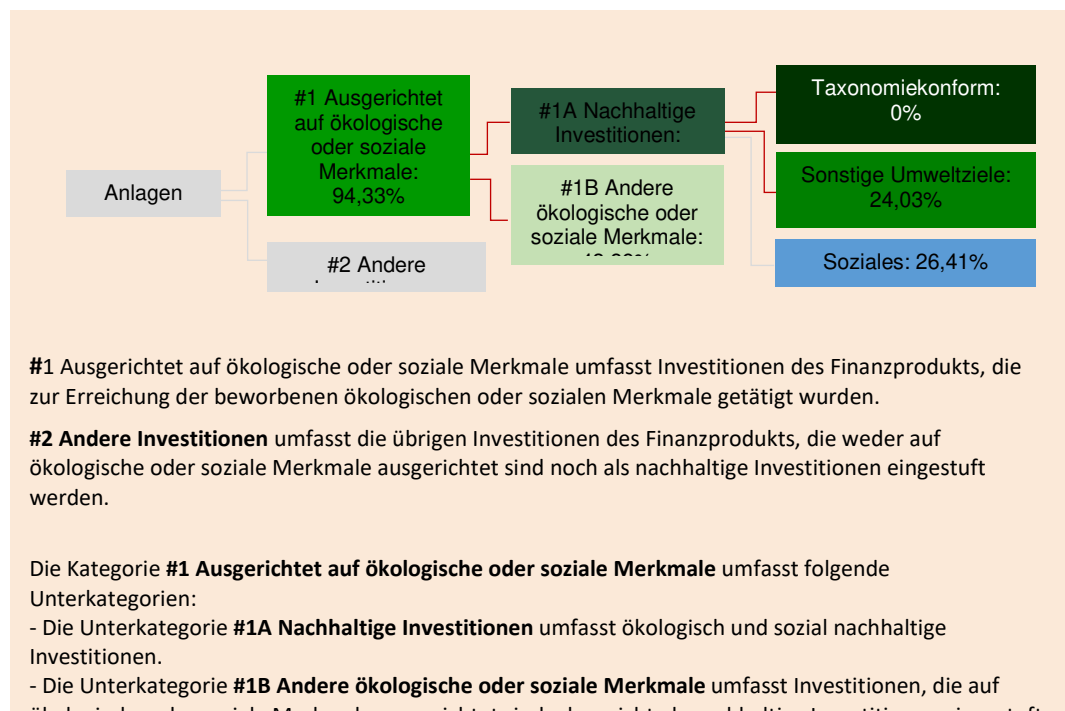 Anlagen
#1 Ausgerichtet
auf ökologische
oder soziale
Merkmale:
94,33%
#2 Andere
#1A Nachhaltige
Investitionen:
#1B Andere
ökologische oder
soziale Merkmale:
Taxonomiekonform:
0%
Sonstige Umweltziele:
24,03%
Soziales: 26,41%
#1 Ausgerichtet auf ökologische oder soziale Merkmale umfasst Investitionen des Finanzprodukts, die
zur Erreichung der beworbenen ökologischen oder sozialen Merkmale getätigt wurden.
#2 Andere Investitionen umfasst die übrigen Investitionen des Finanzprodukts, die weder auf
ökologische oder soziale Merkmale ausgerichtet sind noch als nachhaltige Investitionen eingestuft
werden.
Die Kategorie #1 Ausgerichtet auf ökologische oder soziale Merkmale umfasst folgende
Unterkategorien:
- Die Unterkategorie #1A Nachhaltige Investitionen umfasst ökologisch und sozial nachhaltige
Investitionen.
- Die Unterkategorie #1B Andere ökologische oder soziale Merkmale umfasst Investitionen, die auf